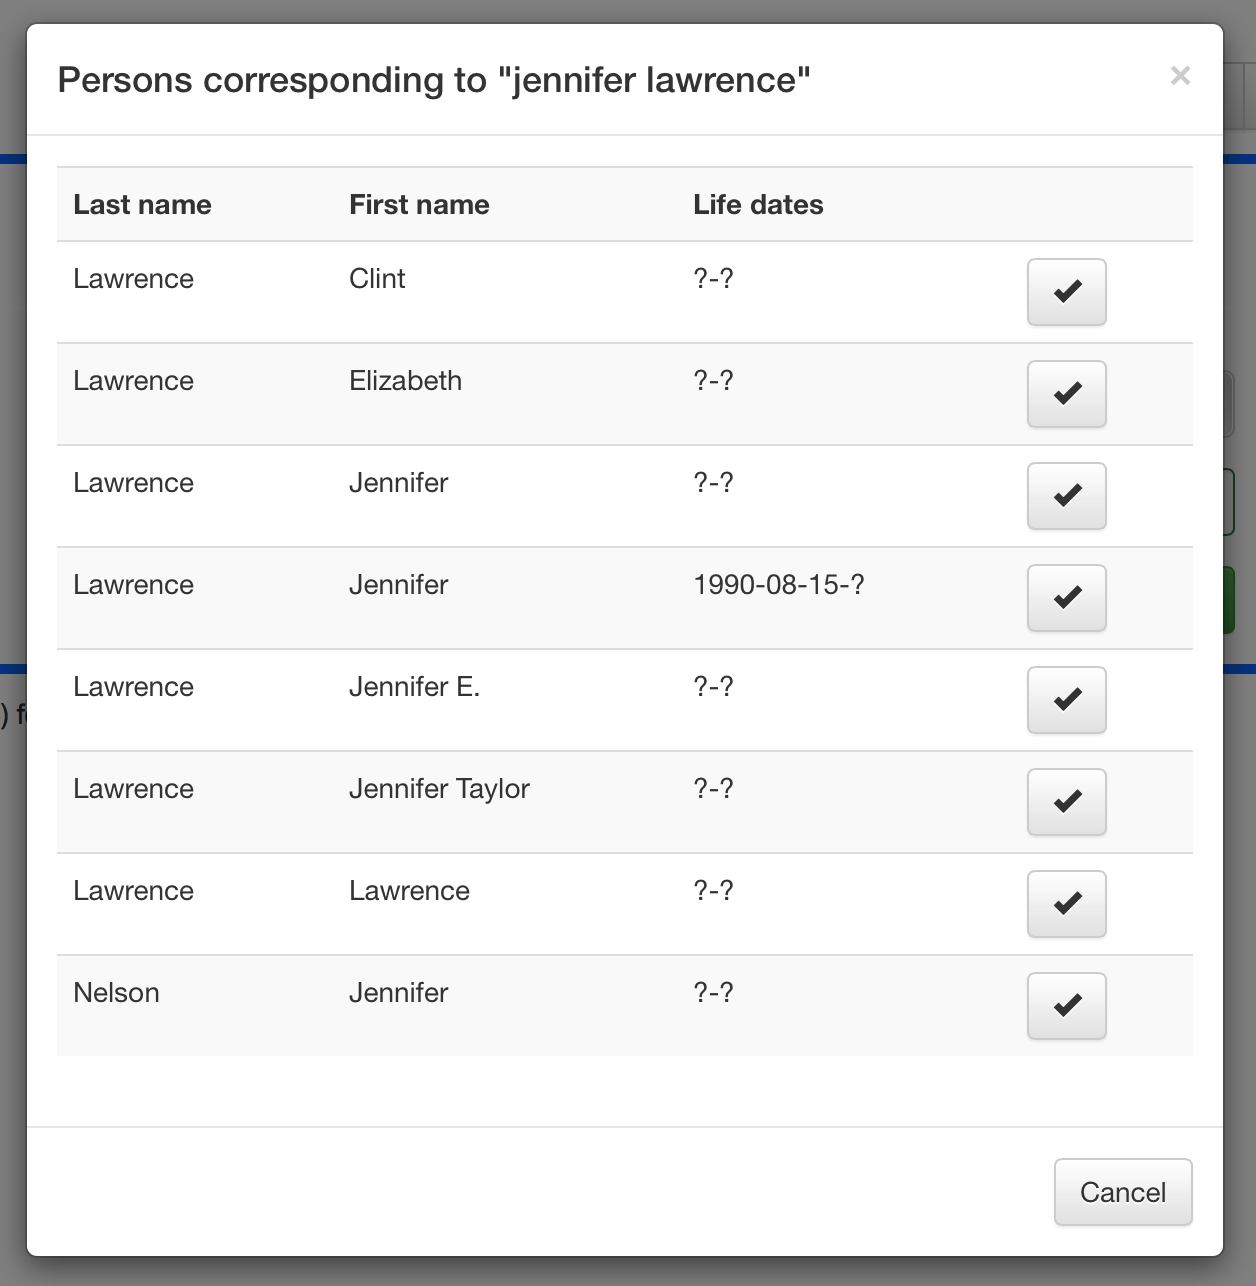 Persons corresponding to "jennifer lawrence" ×
Last name First name Life dates
Lawrence Clint ?-?
Lawrence Elizabeth ?-?
Lawrence Jennifer ?-?
Lawrence Jennifer 1990-08-15-?
Lawrence Jennifer E. ?-?
) f
Lawrence Jennifer Taylor ?-?
Lawrence Lawrence ?-?
Nelson Jennifer ?-?
Cancel